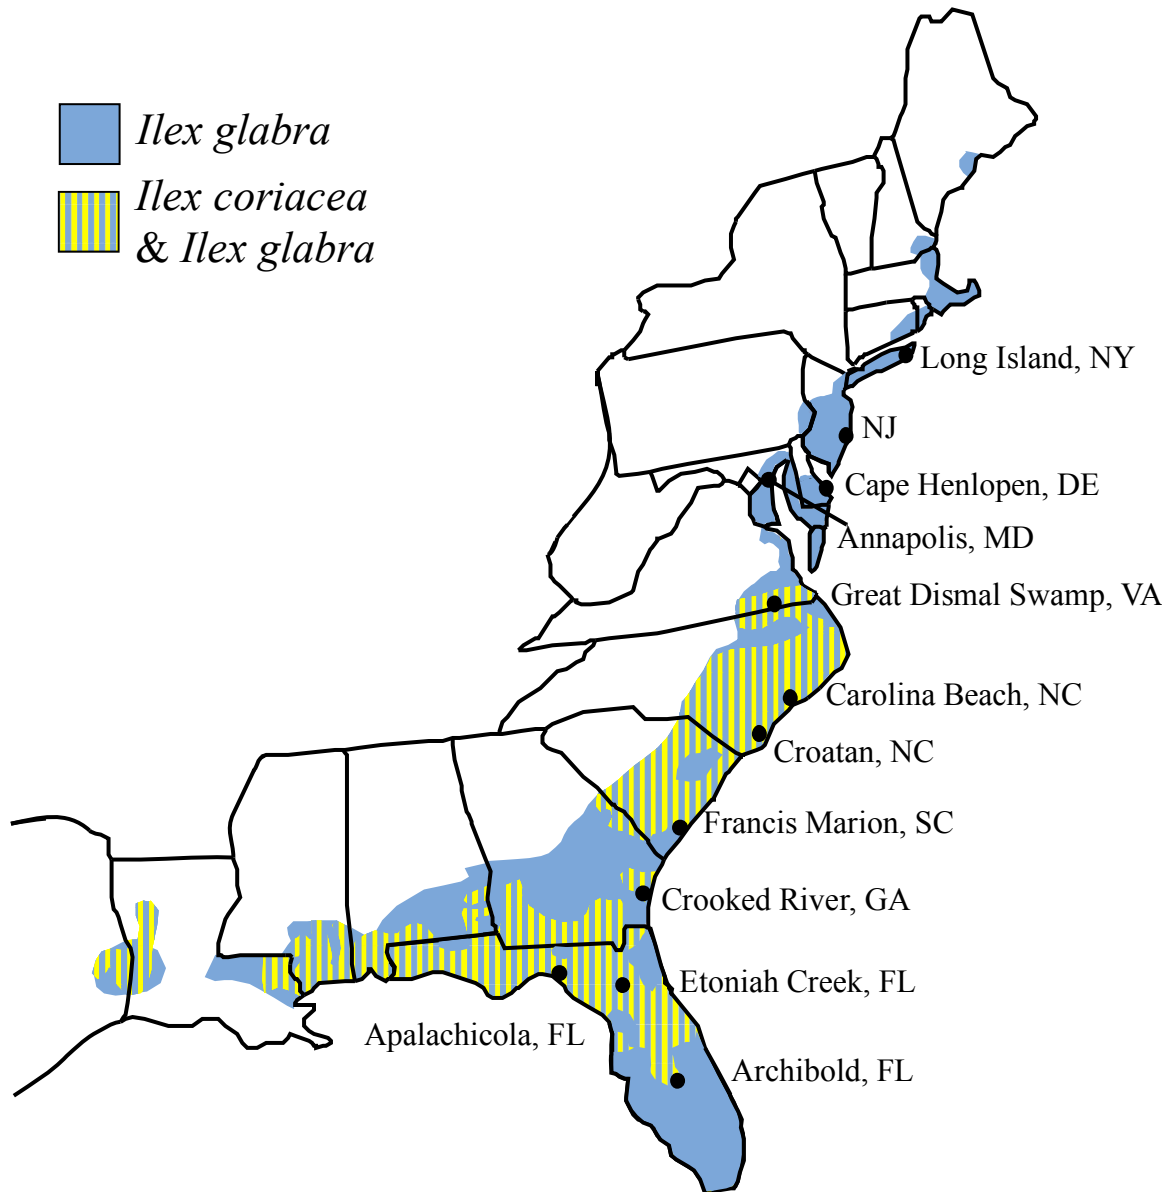 Ilex glabra
Ilex coriacea
& Ilex glabra
Long Island, NY
NJ
Cape Henlopen, DE
Annapolis, MD
Great Dismal Swamp, VA
Carolina Beach, NC
Croatan, NC
Francis Marion, SC
Crooked River, GA
Etoniah Creek, FL
Apalachicola, FL
Archibold, FL